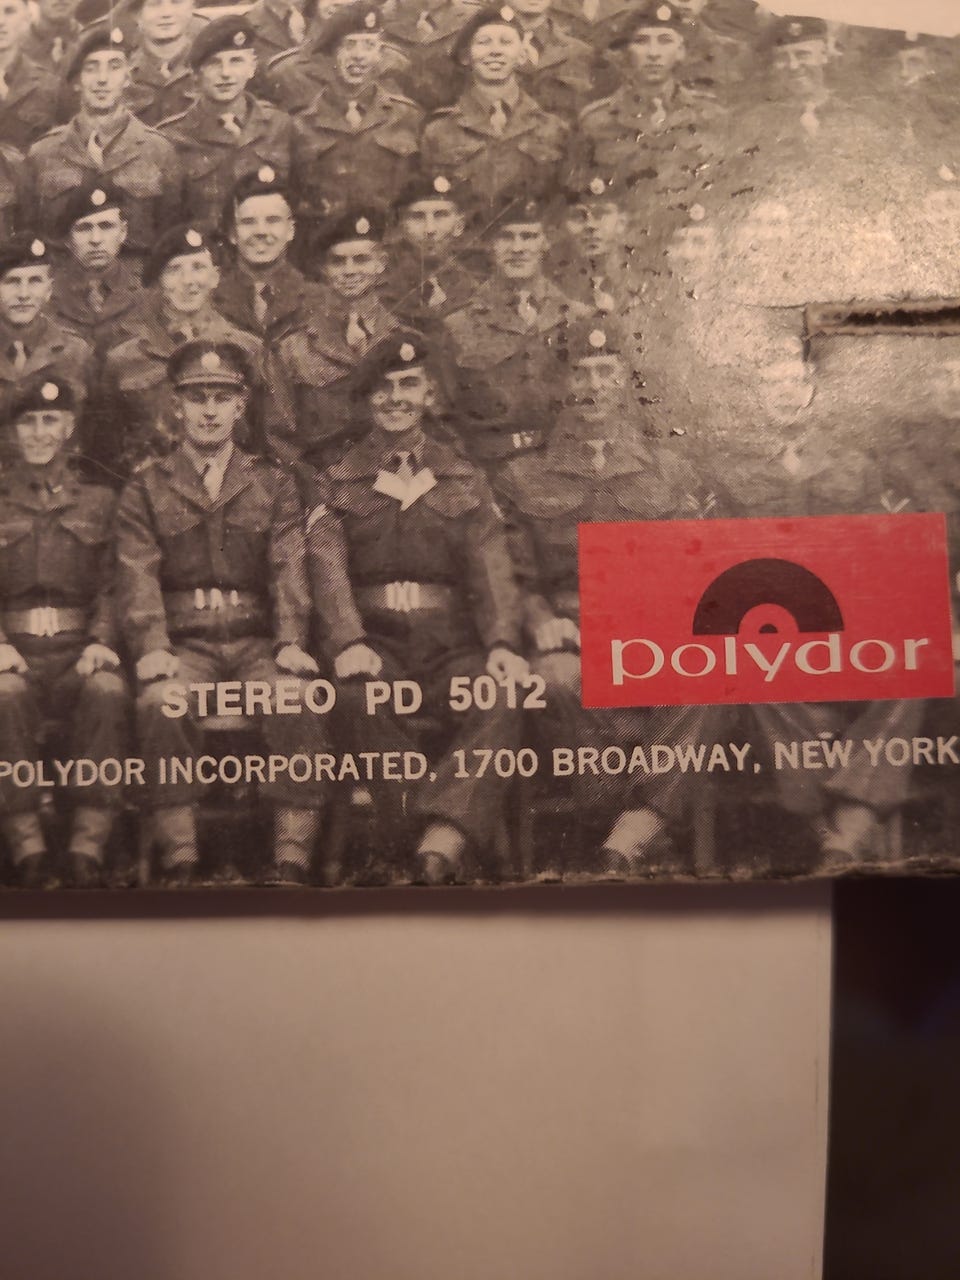 polydor
STEREO PD 5012
POLYDOR INCORPORATED, 1700 BROADWAY, NEW YORK